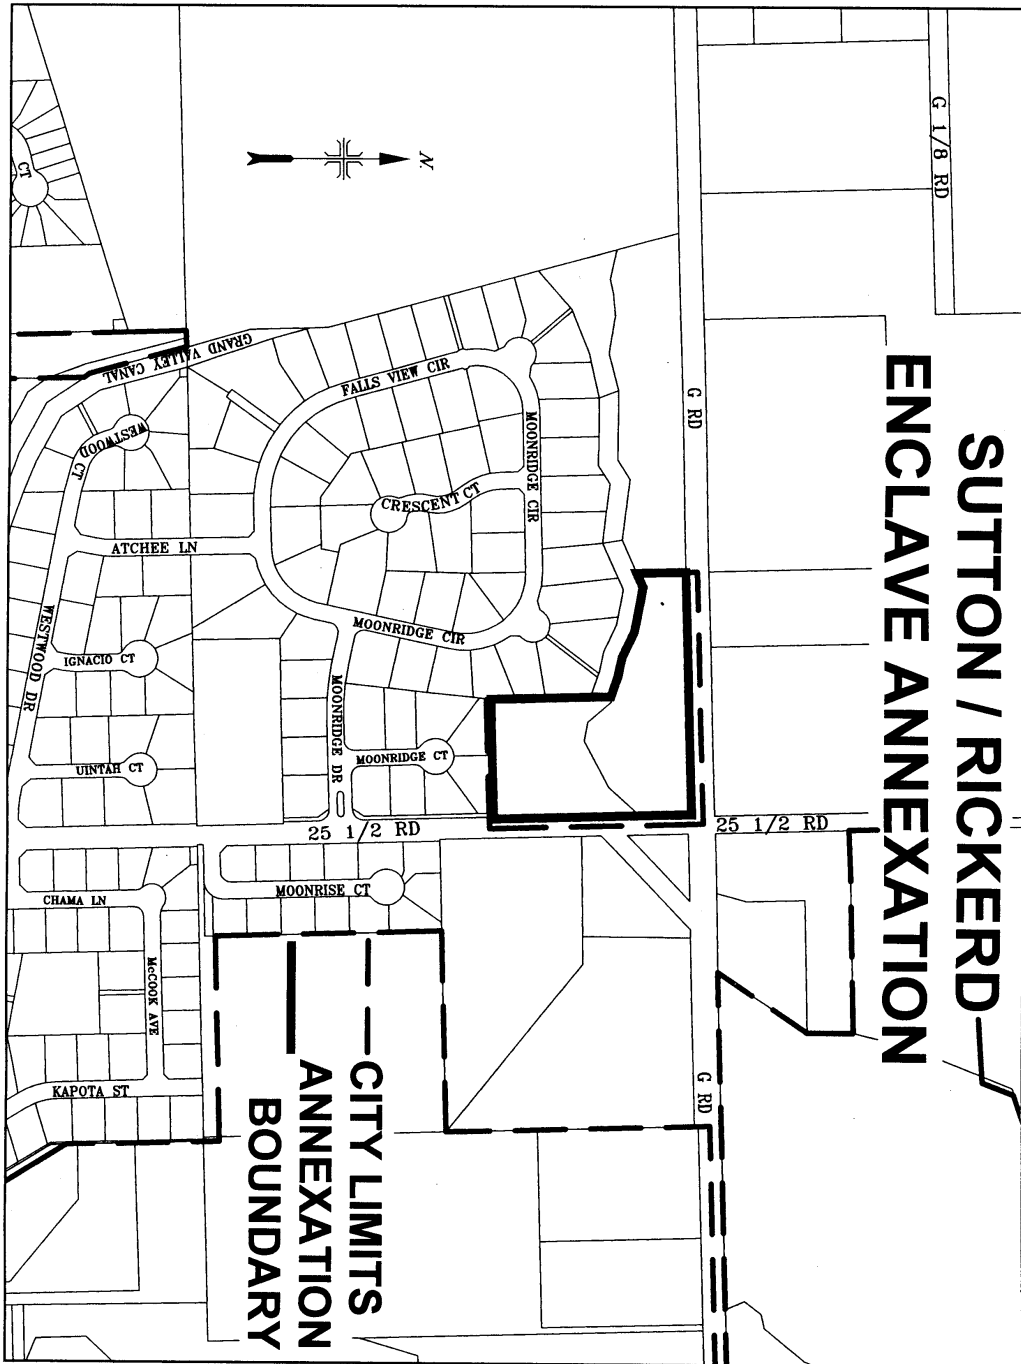 SUTTON / RICKERD
ENCLAVE ANNEXATION
G 1/8 RD
N.
CT
G RD
GRAND VALLEY CANAL
FALLS VIEW CIR
MOONRIDGE CIR
WESTWOOD CT
CRESCENT CT
ATCHEE LN
MOONRIDGE CIR
WESTWOOD DR
IGNACIO CT
MOONRIDGE DR
MOONRIDGE CT
UINTAH CT
25 1/2 RD
25 1/2 RD
MOONRISE CT
CHAMA LN
McCOOK AVE
KAPOTA ST
G RD
CITY LIMITS
ANNEXATION
BOUNDARY